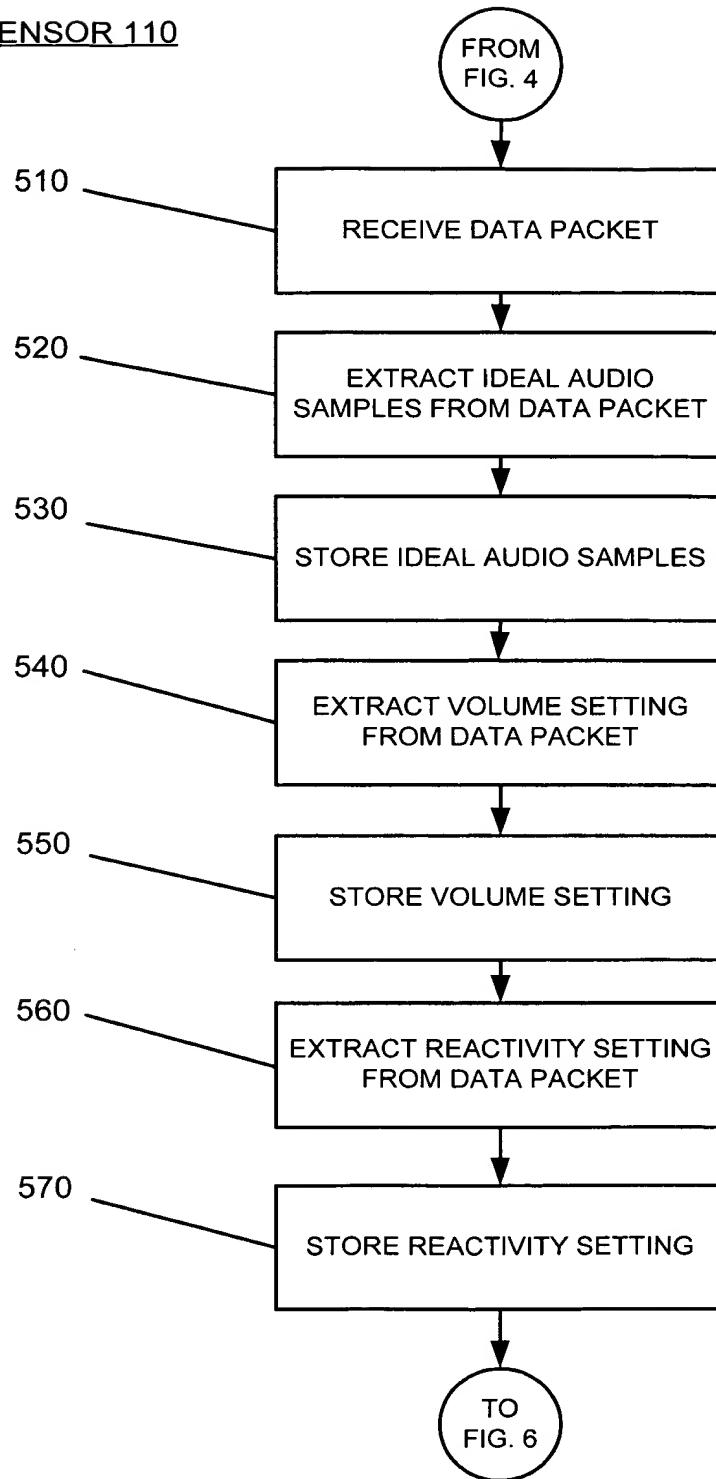 ENSOR 110
FROM
FIG. 4
510
RECEIVE DATA PACKET
520
EXTRACT IDEAL AUDIO
SAMPLES FROM DATA PACKET
530
STORE IDEAL AUDIO SAMPLES
540
EXTRACT VOLUME SETTING
FROM DATA PACKET
550
STORE VOLUME SETTING
560
EXTRACT REACTIVITY SETTING
FROM DATA PACKET
570
STORE REACTIVITY SETTING
TO
FIG. 6